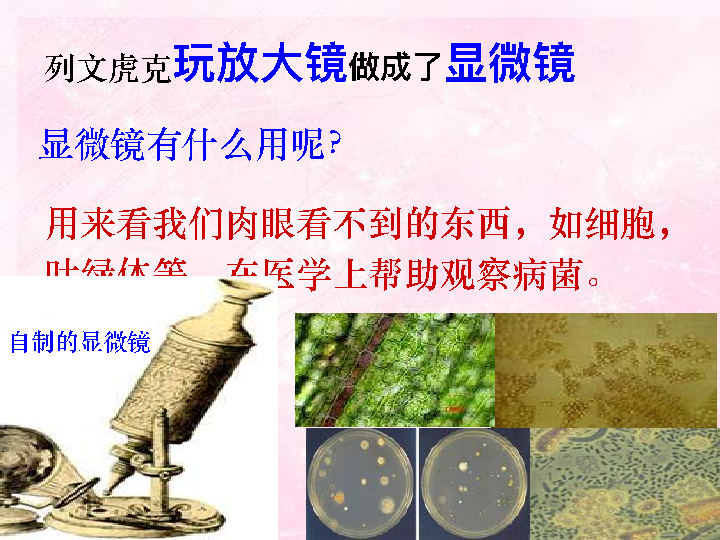 列文虎克玩放大镜做成了显微镜
显微镜有什么用呢?
用来看我们肉眼看不到的东西，如细胞，
叶绿体等，在医学上帮助观察病菌。
自制的显微镜